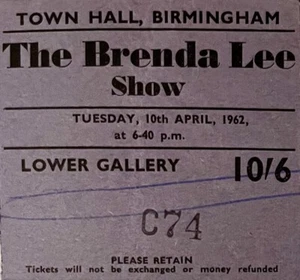 TOWN HALL, BIRMINGHAM
The Brenda Lee
Show
TUESDAY, 10th APRIL, 1962,
at 6-40 p.m.
LOWER GALLERY 10/6
C74
PLEASE RETAIN
Tickets will not be exchanged or money refunded